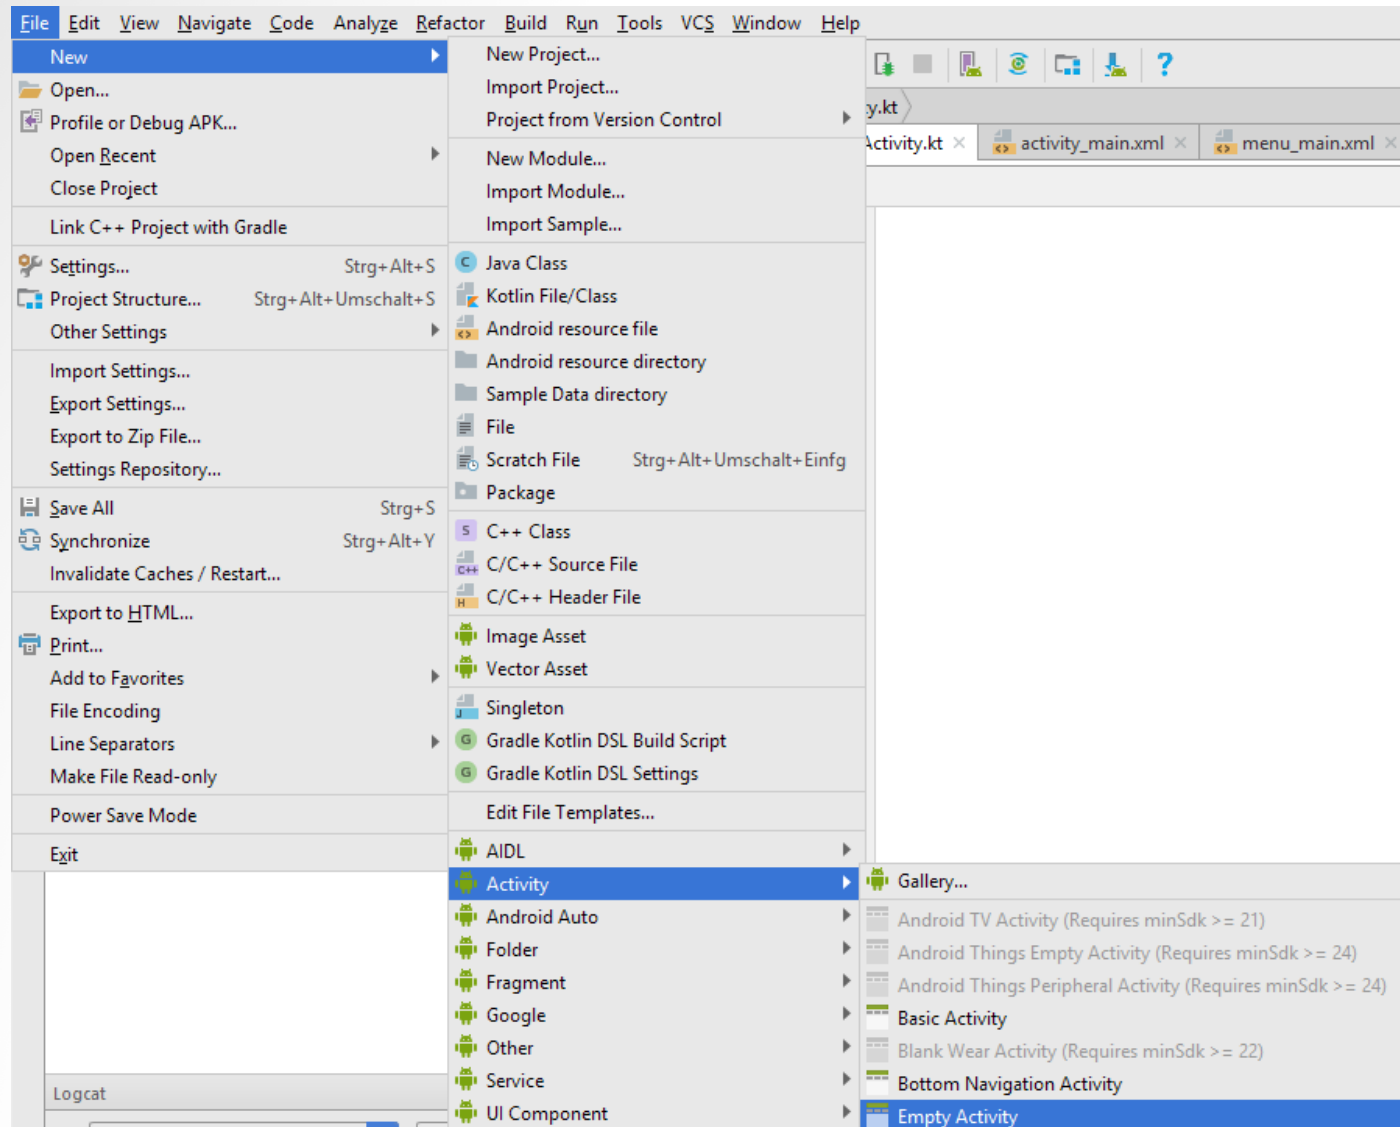 File Edit View Navigate Code Analyze Refactor Build Run Tools VCS Window Help
New
Open...
Profile or Debug APK...
Open Recent
Close Project
Link C++ Project with Gradle
Settings... Strg+Alt+S
Project Structure... Strg+Alt+Umschalt+S
Other Settings
Import Settings...
Export Settings...
Export to Zip File...
Settings Repository...
Save All Strg+S
Synchronize Strg+Alt+Y
Invalidate Caches / Restart...
Export to HTML...
Print...
Add to Favorites
File Encoding
Line Separators
Make File Read-only
Power Save Mode
Exit
Logcat
New Project...
Import Project...
Project from Version Control
New Module...
Import Module...
Import Sample...
C Java Class
Kotlin File/Class
Android resource file
Android resource directory
Sample Data directory
File
Scratch File Strg+Alt+Umschalt+Einfg
Package
S C++ Class
C++ C/C++ Source File
H C/C++ Header File
Image Asset
Vector Asset
J Singleton
G Gradle Kotlin DSL Build Script
G Gradle Kotlin DSL Settings
Edit File Templates...
AIDL
Activity
Android Auto
Folder
Fragment
Google
Other
Service
UI Component
y.kt
Activity.kt activity_main.xml menu_main.xml
Gallery...
Android TV Activity (Requires minSdk >= 21)
Android Things Empty Activity (Requires minSdk >= 24)
Android Things Peripheral Activity (Requires minSdk >= 24)
Basic Activity
Blank Wear Activity (Requires minSdk >= 22)
Bottom Navigation Activity
Empty Activity